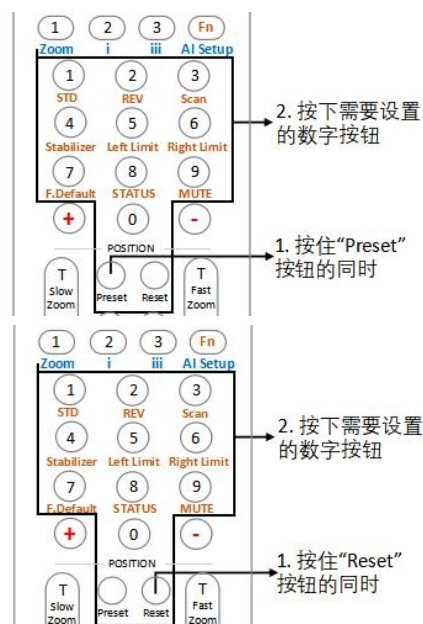 1 2 3 Fn
Zoom i iii AI Setup
1 2 3
STD REV Scan
4 5 6
Stabilizer Left Limit Right Limit
7 8 9
F.Default STATUS MUTE
+ 0 -
POSITION
T Slow Zoom Preset Reset T Fast Zoom
2. 按下需要设置
的数字按钮
1. 按住“Preset”
按钮的同时
1 2 3 Fn
Zoom i iii AI Setup
1 2 3
STD REV Scan
4 5 6
Stabilizer Left Limit Right Limit
7 8 9
F.Default STATUS MUTE
+ 0 -
POSITION
T Slow Zoom Preset Reset T Fast Zoom
2. 按下需要设置
的数字按钮
1. 按住“Reset”
按钮的同时